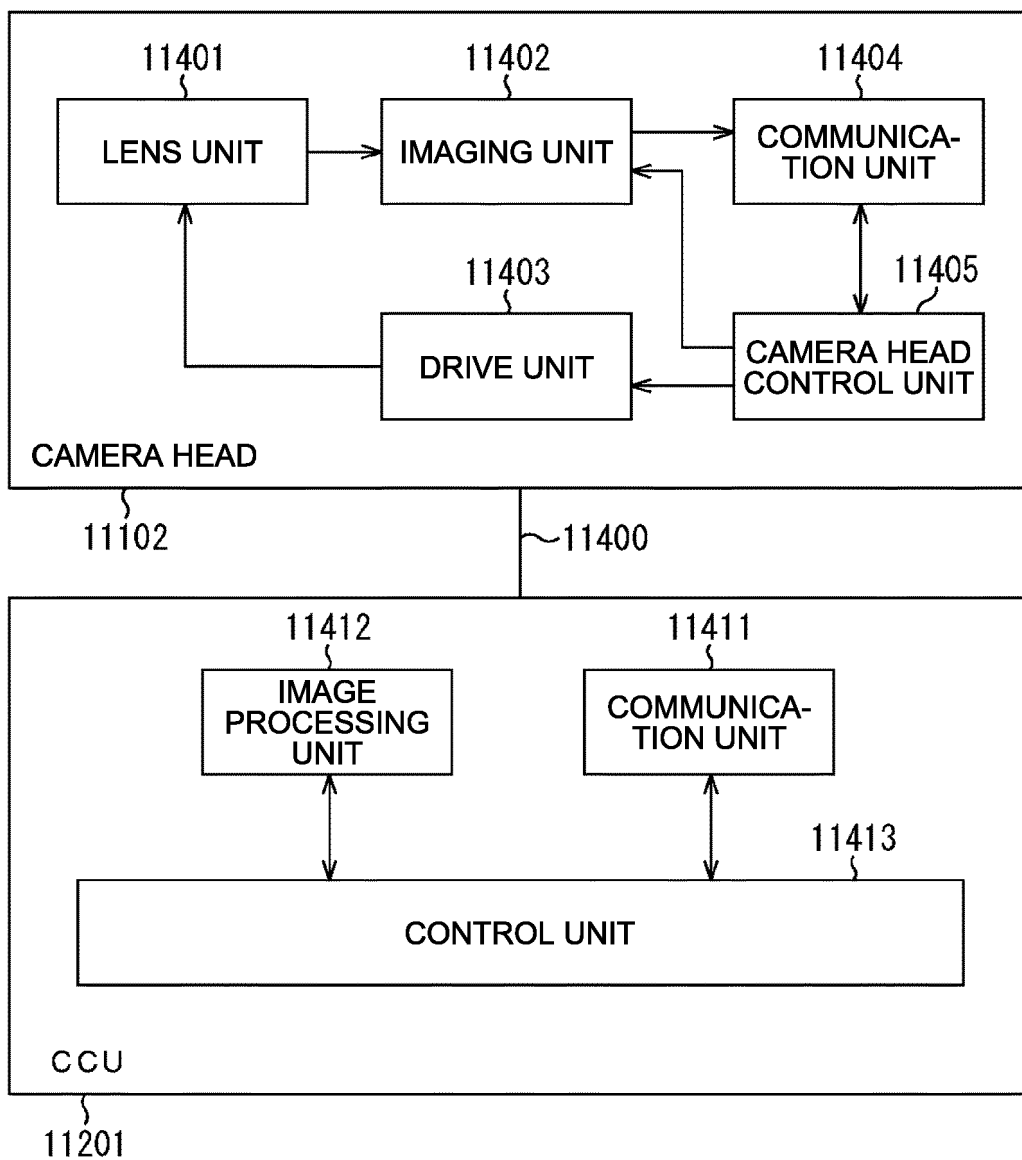 11401
11402
11404
LENS UNIT
IMAGING UNIT
COMMUNICA-
TION UNIT
11403
11405
DRIVE UNIT
CAMERA HEAD
CONTROL UNIT
CAMERA HEAD
11102
11400
11412
11411
IMAGE
PROCESSING
UNIT
COMMUNICA-
TION UNIT
11413
CONTROL UNIT
CCU
11201